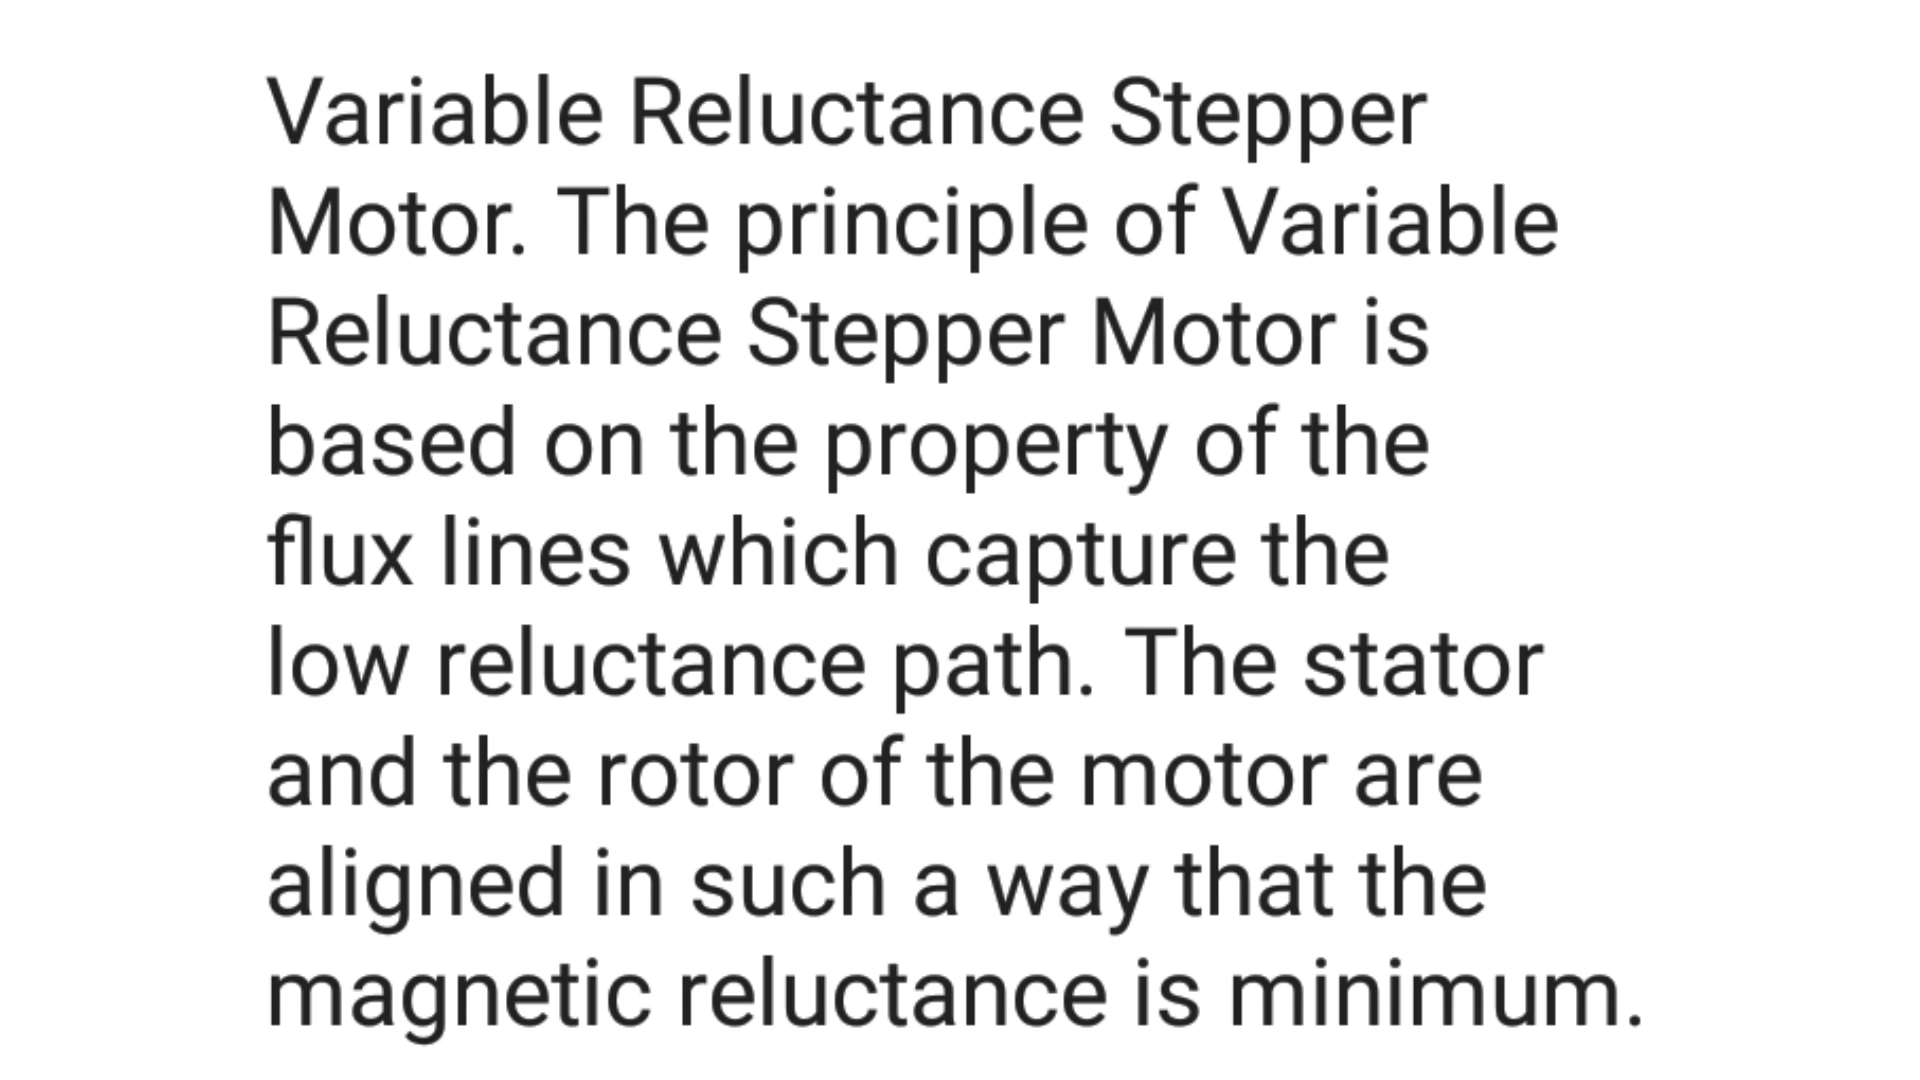 Variable Reluctance Stepper
Motor. The principle of Variable
Reluctance Stepper Motor is
based on the property of the
flux lines which capture the
low reluctance path. The stator
and the rotor of the motor are
aligned in such a way that the
magnetic reluctance is minimum.